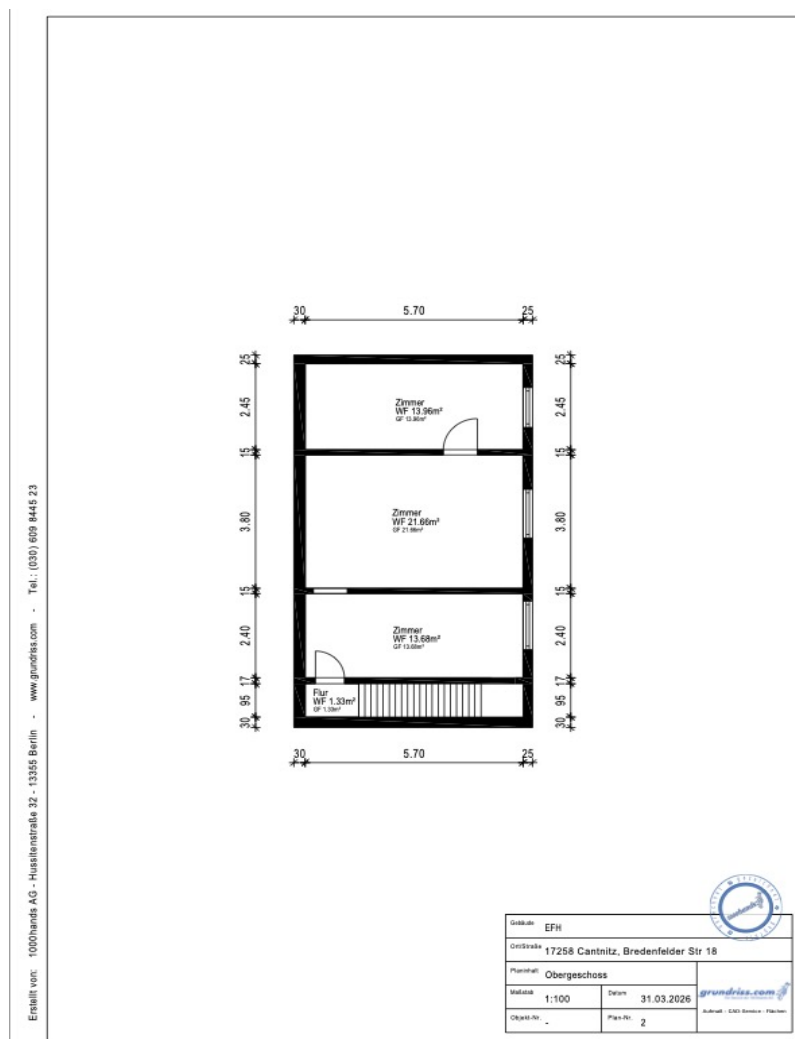 30 5.70 25
25
2.45
15
3.80
15
2.40
17
95
30
Zimmer
WF 13.96m²
GF 13.96m²
Zimmer
WF 21.66m²
GF 21.66m²
Zimmer
WF 13.68m²
GF 13.68m²
Flur
WF 1.33m²
GF 1.33m²
25
2.45
15
3.80
15
2.40
17
95
30
30 5.70 25
Erstellt von: 1000hands AG - Hussitenstraße 32 - 13355 Berlin - www.grundriss.com - Tel.: (030) 609 8445 23
Gebäude EFH
Ort/Straße 17258 Cantnitz, Bredenfelder Str 18
Planinhalt Obergeschoss
Maßstab 1:100 Datum 31.03.2026
Objekt-Nr. - Plan-Nr. 2
grundriss.com
Aufmaß - CAD-Service - Flächen